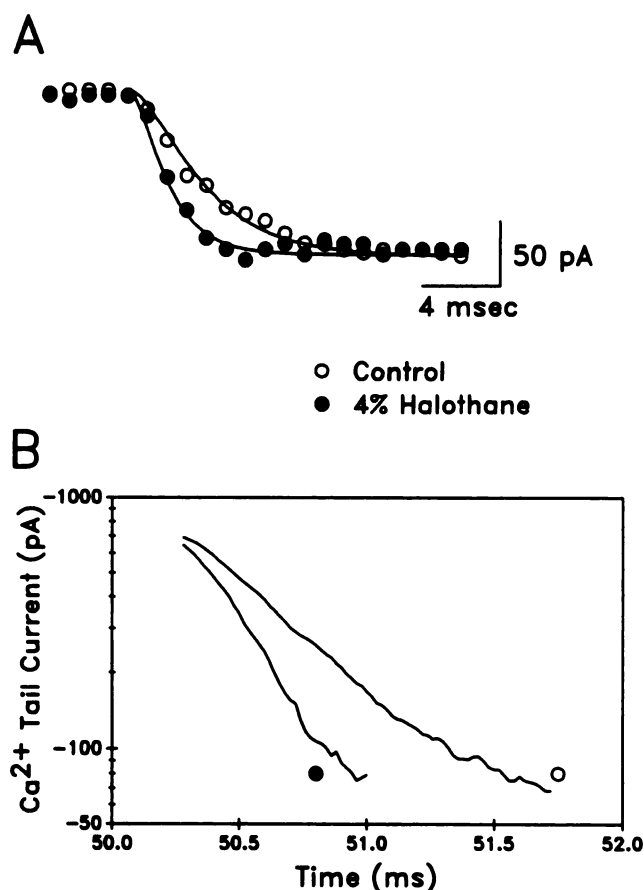 A
50 pA
4 msec
Control
4% Halothane
B
Ca2+ Tail Current (pA)
-1000
-100
-50
50.0 50.5 51.0 51.5 52.0
Time (ms)